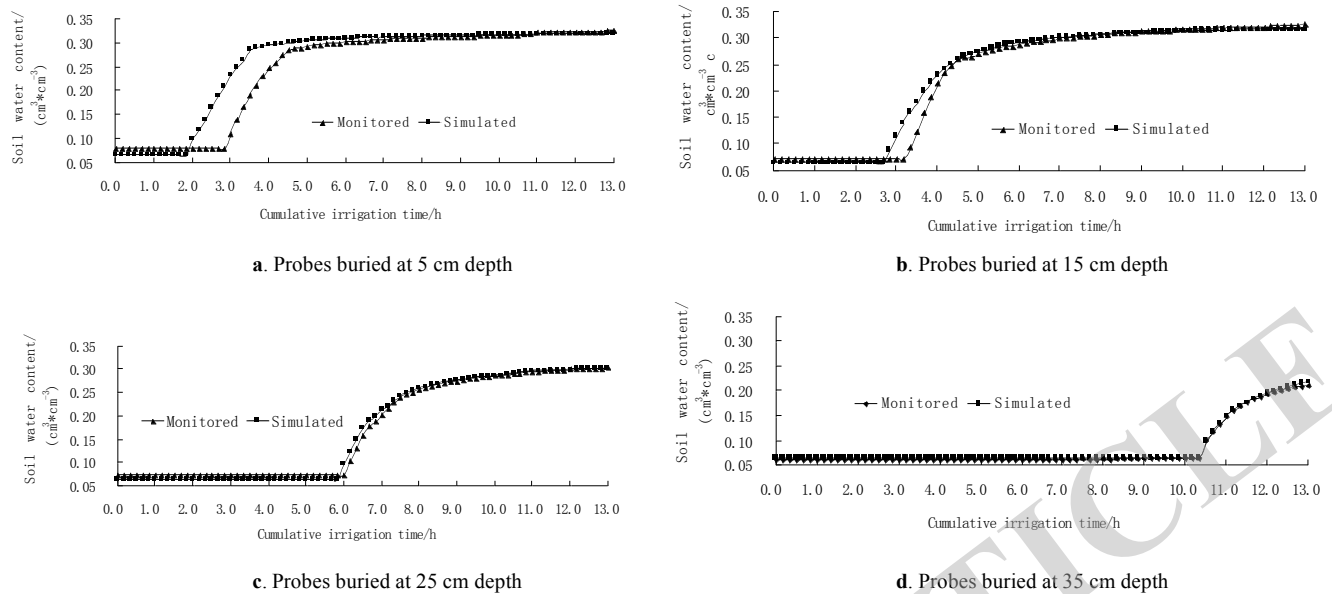 Soil water content/
(cm³*cm⁻³)
0.35
0.30
0.25
0.20
0.15
0.10
0.05
Monitored Simulated
0.0 1.0 2.0 3.0 4.0 5.0 6.0 7.0 8.0 9.0 10.0 11.0 12.0 13.0
Cumulative irrigation time/h
a. Probes buried at 5 cm depth
Soil water content/
cm³*cm⁻³ c
0.35
0.30
0.25
0.20
0.15
0.10
0.05
Monitored Simulated
0.0 1.0 2.0 3.0 4.0 5.0 6.0 7.0 8.0 9.0 10.0 11.0 12.0 13.0
Cumulative irrigation time/h
b. Probes buried at 15 cm depth
Soil water content/
(cm³*cm⁻³)
0.35
0.30
0.25
0.20
0.15
0.10
0.05
Monitored Simulated
0.0 1.0 2.0 3.0 4.0 5.0 6.0 7.0 8.0 9.0 10.0 11.0 12.0 13.0
Cumulative irrigation time/h
c. Probes buried at 25 cm depth
Soil water content/
(cm³*cm⁻³)
0.35
0.30
0.25
0.20
0.15
0.10
0.05
Monitored Simulated
0.0 1.0 2.0 3.0 4.0 5.0 6.0 7.0 8.0 9.0 10.0 11.0 12.0 13.0
Cumulative irrigation time/h
d. Probes buried at 35 cm depth
TICLE